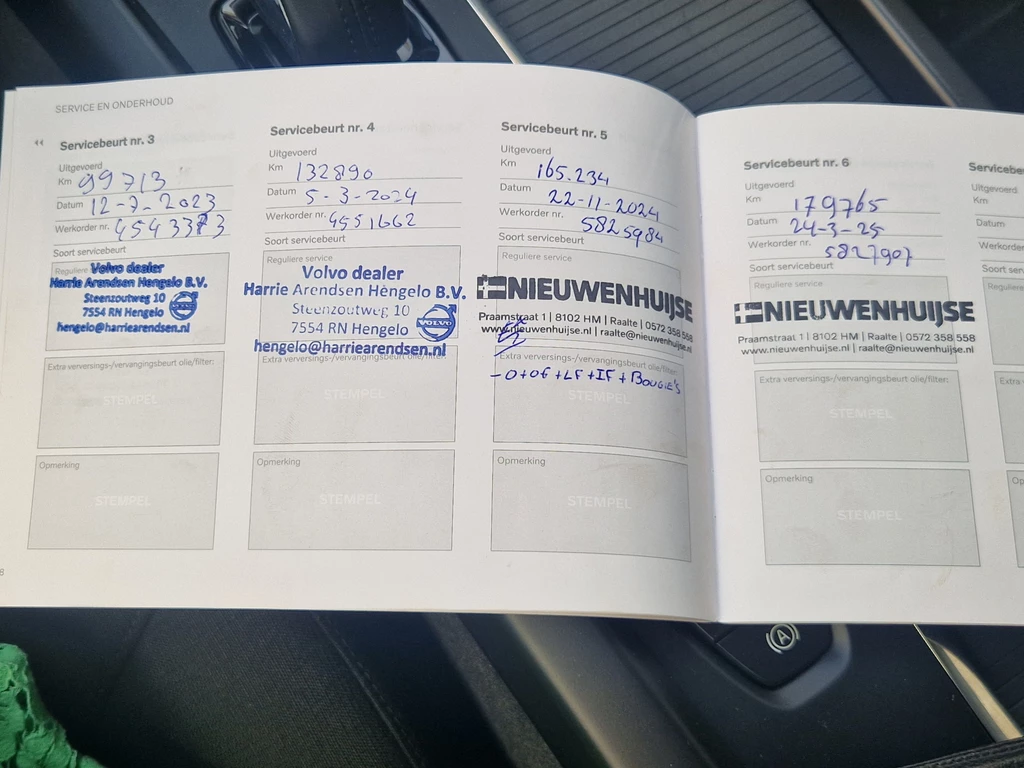 SERVICE EN ONDERHOUD
Servicebeurt nr. 3
Uitgevoerd
Km 99713
Datum 12-7-2023
Werkorder nr. 4543373
Soort servicebeurt
Reguliere
Volvo dealer
Harrie Arendsen Hengelo B.V.
Steenzoutweg 10
7554 RN Hengelo
hengelo@harriearendsen.nl
Extra verversings-/vervangingsbeurt olie/filter:
STEMPEL
Opmerking
STEMPEL
8
Servicebeurt nr. 4
Uitgevoerd
Km 132890
Datum 5-3-2024
Werkorder nr. 4551662
Soort servicebeurt
Reguliere service
Volvo dealer
Harrie Arendsen Hengelo B.V.
Steenzoutweg 10
7554 RN Hengelo
VOLVO
hengelo@harriearendsen.nl
Extra verversings-/vervangingsbeurt olie/filter:
STEMPEL
Opmerking
STEMPEL
Servicebeurt nr. 5
Uitgevoerd
Km 165.234
Datum 22-11-2024
Werkorder nr. 5825984
Soort servicebeurt
Reguliere service
NIEUWENHUIJSE
Praamstraat 1 | 8102 HM | Raalte | 0572 358 558
www.nieuwenhuijse.nl | raalte@nieuwenhuijse.nl
Extra verversings-/vervangingsbeurt olie/filter:
- O+OF+LF+IF+BOUGIE'S
STEMPEL
Opmerking
STEMPEL
Servicebeurt nr. 6
Uitgevoerd
Km 179765
Datum 24-3-25
Werkorder nr. 5827907
Soort servicebeurt
Reguliere service
NIEUWENHUIJSE
Praamstraat 1 | 8102 HM | Raalte | 0572 358 558
www.nieuwenhuijse.nl | raalte@nieuwenhuijse.nl
Extra verversings-/vervangingsbeurt olie/filter:
STEMPEL
Opmerking
STEMPEL
Uitgevoerd
Km
Datum
Werkorder
Soort servi
Reguliere
A